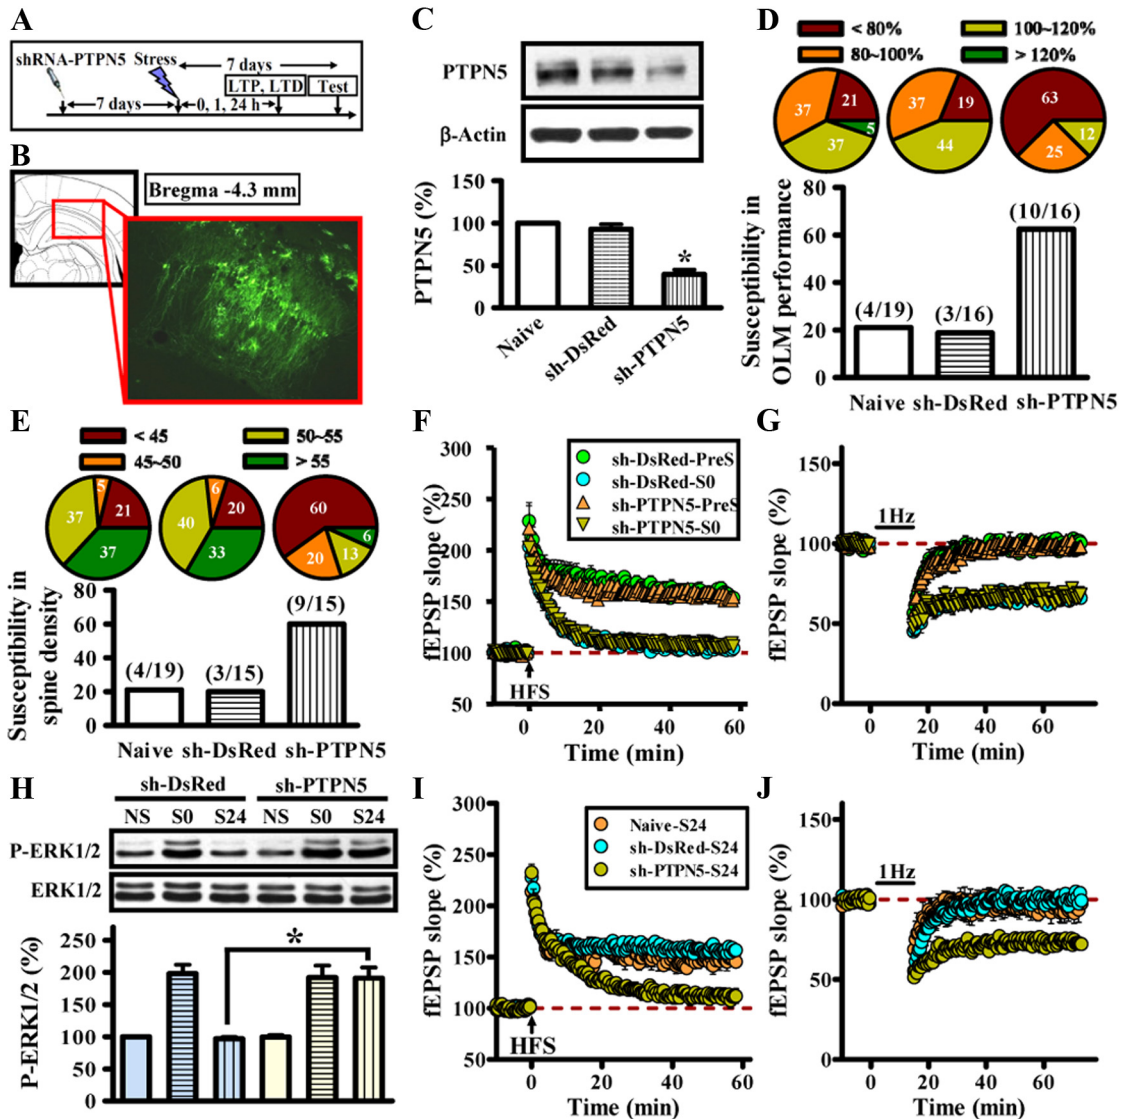 A
shRNA-PTPN5 Stress
7 days
LTP, LTD Test
7 days 0, 1, 24 h
B
Bregma -4.3 mm
C
PTPN5
β-Actin
PTPN5 (%)
150
100
50
0
*
Naive
sh-DsRed
sh-PTPN5
D
< 80%
100~120%
80~100%
> 120%
37
21
5
37
37
19
44
63
12
25
Susceptibility in
OLM performance
80
60
40
20
0
(4/19)
(3/16)
(10/16)
Naive sh-DsRed sh-PTPN5
E
< 45
50~55
45~50
> 55
5
37
21
37
6
40
20
33
60
6
20
13
Susceptibility in
spine density
80
60
40
20
0
(4/19)
(3/15)
(9/15)
Naive sh-DsRed sh-PTPN5
F
fEPSP slope (%)
300
250
200
150
100
50
sh-DsRed-PreS
sh-DsRed-S0
sh-PTPN5-PreS
sh-PTPN5-S0
HFS
0 20 40 60
Time (min)
G
fEPSP slope (%)
150
100
50
0
1Hz
0 20 40 60
Time (min)
H
sh-DsRed sh-PTPN5
NS S0 S24 NS S0 S24
P-ERK1/2
ERK1/2
P-ERK1/2 (%)
250
200
150
100
50
0
*
I
fEPSP slope (%)
300
250
200
150
100
50
Naive-S24
sh-DsRed-S24
sh-PTPN5-S24
HFS
0 20 40 60
Time (min)
J
fEPSP slope (%)
150
100
50
0
1Hz
0 20 40 60
Time (min)